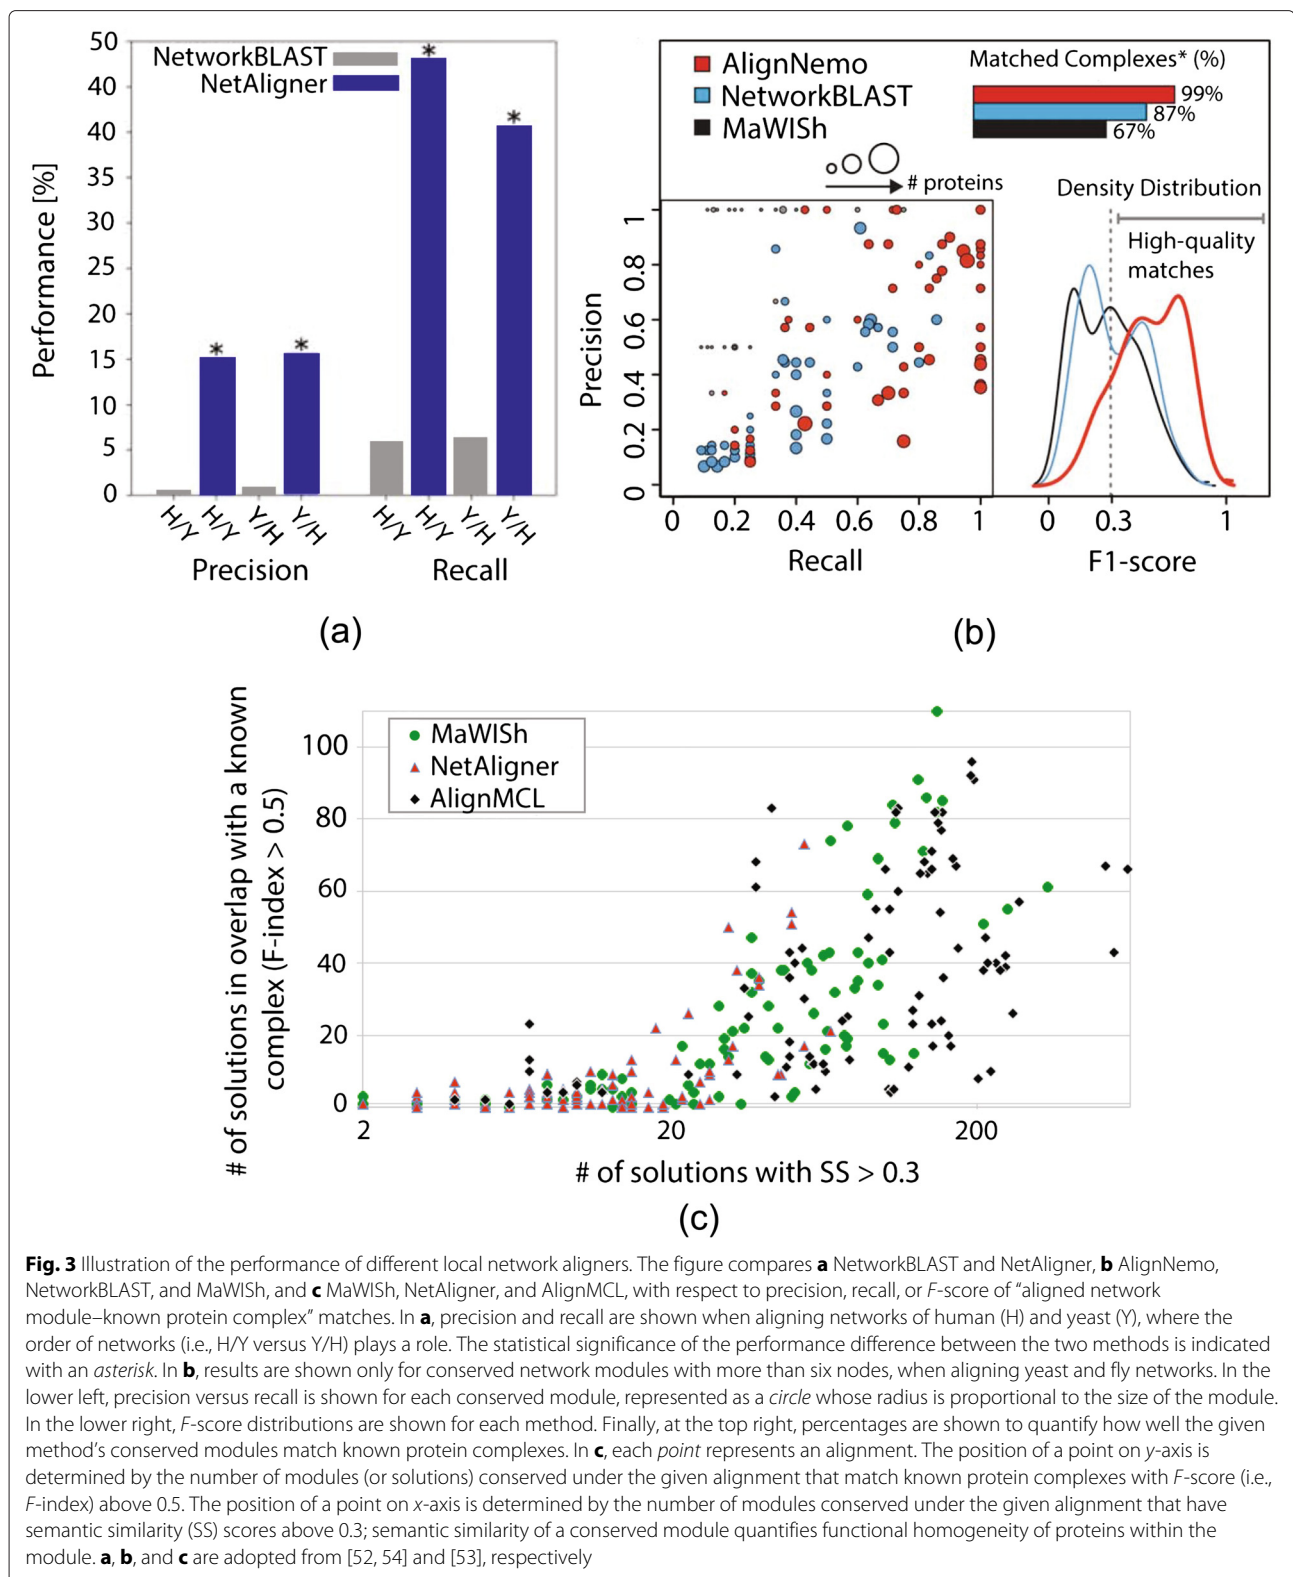 50
40
40
35
50
25
20
15
10
5
0
Performance [%]
NetworkBLAST
NetAligner
*
*
*
*
H/Y
H/Y
Y/H
Y/H
H/Y
H/Y
Y/H
Y/H
Precision
Recall
(a)
AlignNemo
NetworkBLAST
MaWISh
Matched Complexes* (%)
99%
87%
67%
# proteins
Precision
1
0.8
0.6
0.4
0.2
0
0
0.2
0.4
0.6
0.8
1
Recall
Density Distribution
High-quality
matches
0
0.3
1
F1-score
(b)
# of solutions in overlap with a known
complex (F-index > 0.5)
100
80
60
40
20
0
MaWISh
NetAligner
AlignMCL
2
20
200
# of solutions with SS > 0.3
(c)
Fig. 3 Illustration of the performance of different local network aligners. The figure compares a NetworkBLAST and NetAligner, b AlignNemo,
NetworkBLAST, and MaWISh, and c MaWISh, NetAligner, and AlignMCL, with respect to precision, recall, or F-score of “aligned network
module–known protein complex” matches. In a, precision and recall are shown when aligning networks of human (H) and yeast (Y), where the
order of networks (i.e., H/Y versus Y/H) plays a role. The statistical significance of the performance difference between the two methods is indicated
with an asterisk. In b, results are shown only for conserved network modules with more than six nodes, when aligning yeast and fly networks. In the
lower left, precision versus recall is shown for each conserved module, represented as a circle whose radius is proportional to the size of the module.
In the lower right, F-score distributions are shown for each method. Finally, at the top right, percentages are shown to quantify how well the given
method’s conserved modules match known protein complexes. In c, each point represents an alignment. The position of a point on y-axis is
determined by the number of modules (or solutions) conserved under the given alignment that match known protein complexes with F-score (i.e.,
F-index) above 0.5. The position of a point on x-axis is determined by the number of modules conserved under the given alignment that have
semantic similarity (SS) scores above 0.3; semantic similarity of a conserved module quantifies functional homogeneity of proteins within the
module. a, b, and c are adopted from [52, 54] and [53], respectively